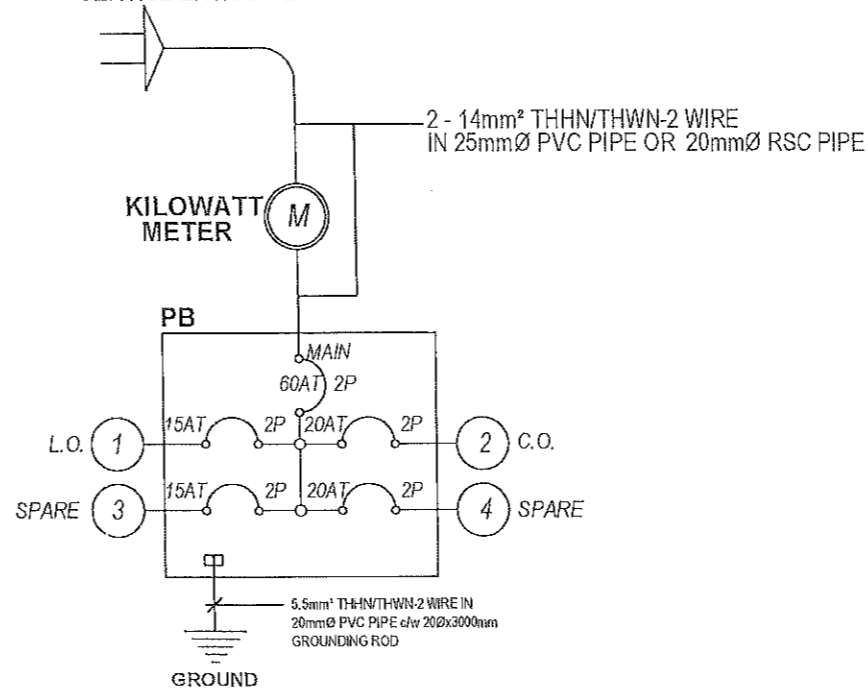 2 - 14mm² THHN/THWN-2 WIRE
IN 25mmØ PVC PIPE OR 20mmØ RSC PIPE
KILOWATT
METER
M
PB
MAIN
60AT 2P
15AT 2P 20AT 2P
L.O. 1 2 C.O.
15AT 2P 20AT 2P
SPARE 3 4 SPARE
5.5mm² THHN/THWN-2 WIRE IN
20mmØ PVC PIPE c/w 20Øx3000mm
GROUNDING ROD
GROUND